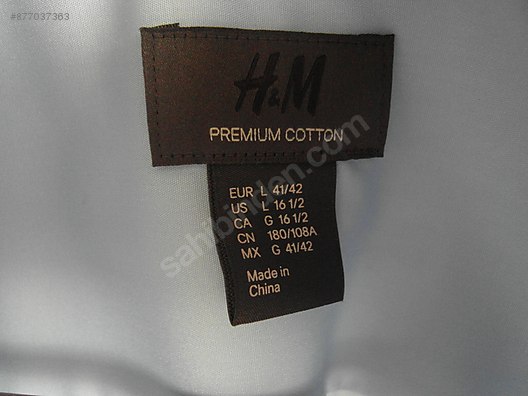 #877037363
H&M
PREMIUM COTTON
sahibinden.com
EUR L 41/42
US L 16 1/2
CA G 16 1/2
CN 180/108A
MX G 41/42
Made in
China